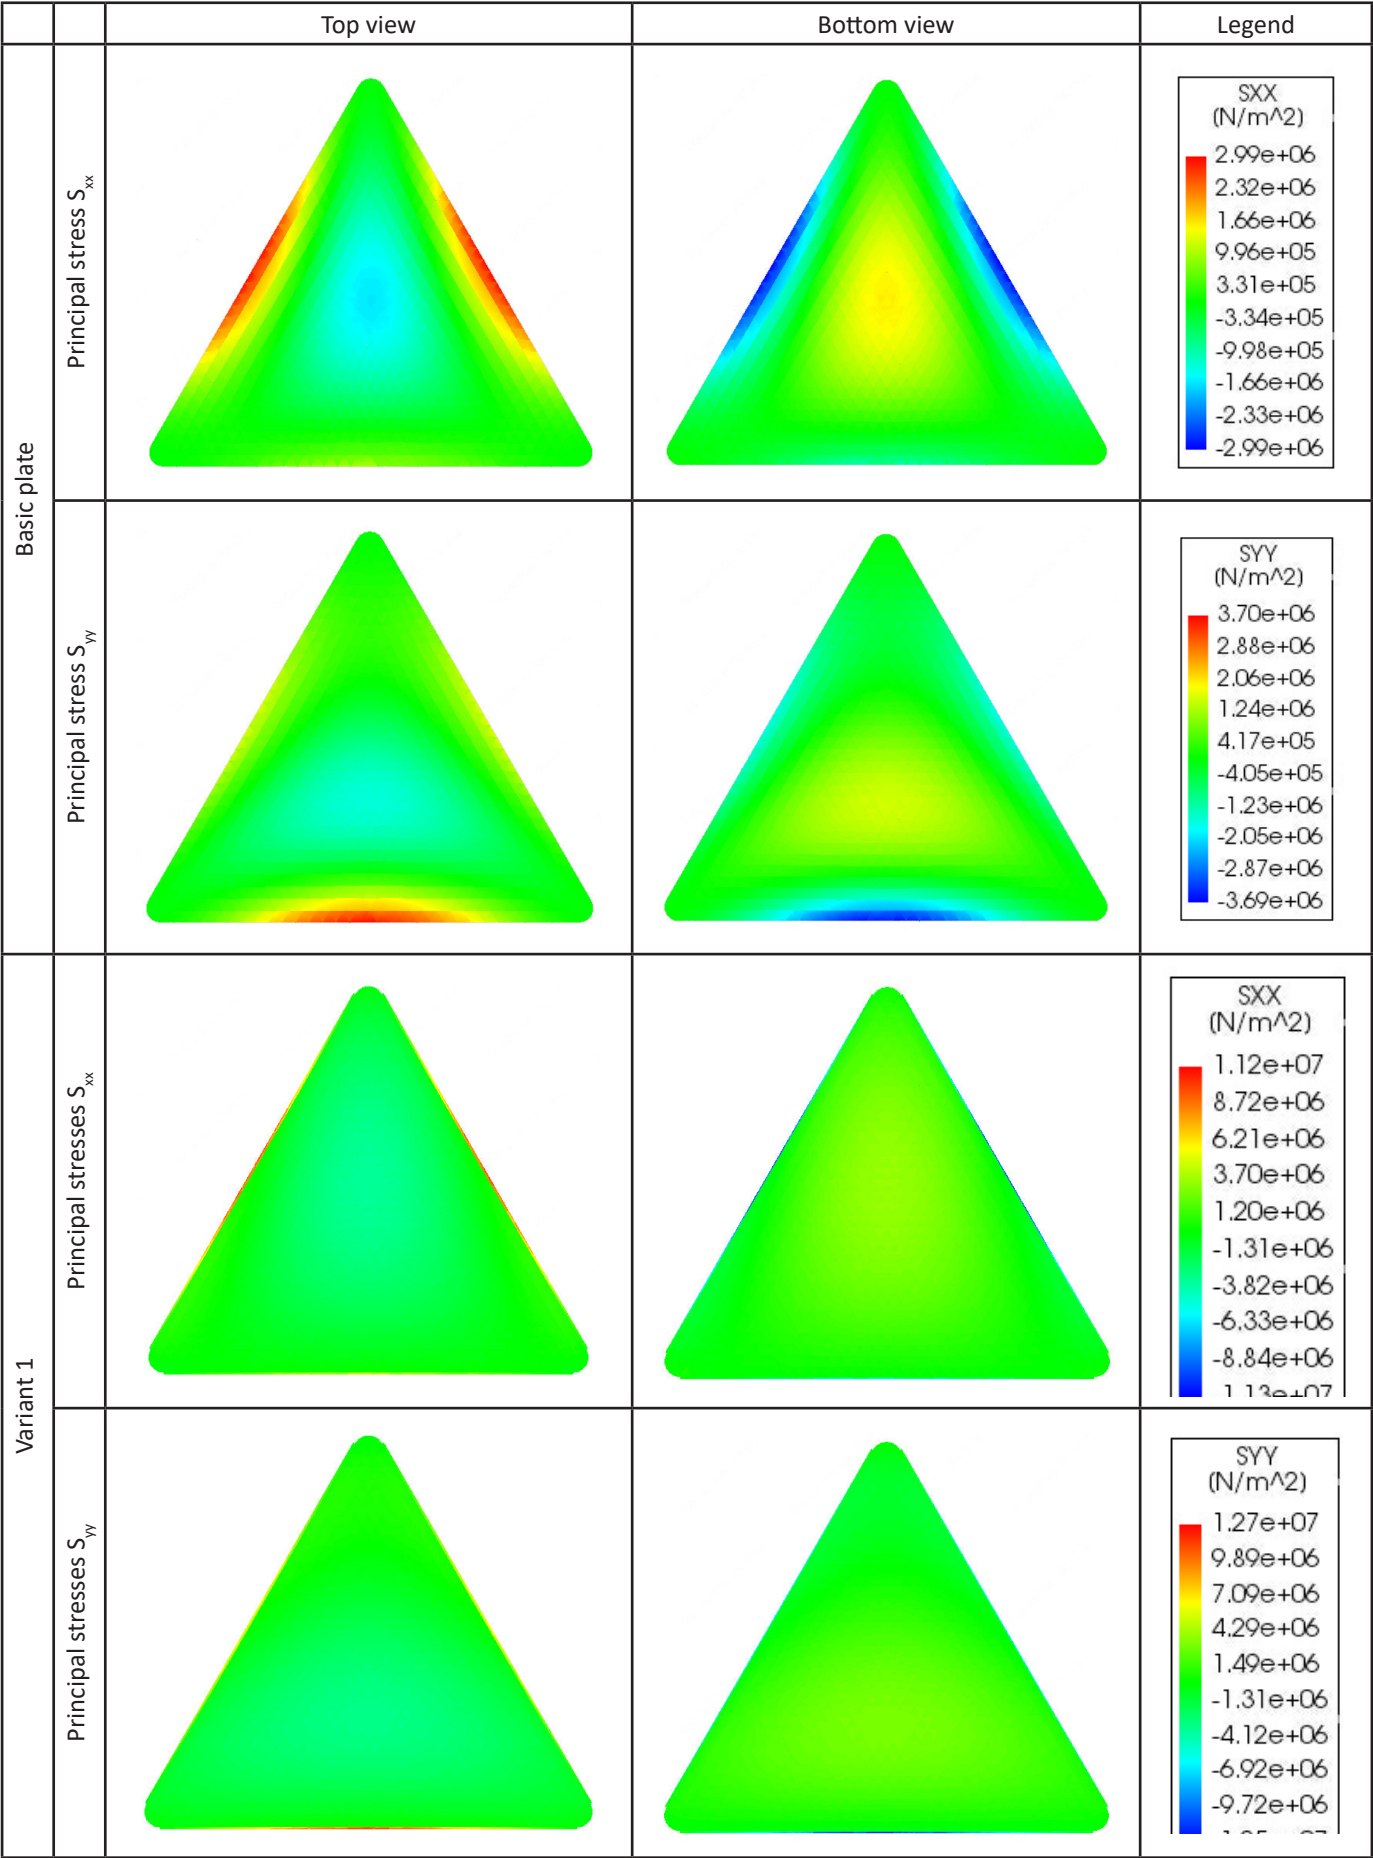 Top view
Bottom view
Legend
Basic plate
Principal stress Sxx
SXX
(N/m^2)
2.99e+06
2.32e+06
1.66e+06
9.96e+05
3.31e+05
-3.34e+05
-9.98e+05
-1.66e+06
-2.33e+06
-2.99e+06
Principal stress Syy
SYY
(N/m^2)
3.70e+06
2.88e+06
2.06e+06
1.24e+06
4.17e+05
-4.05e+05
-1.23e+06
-2.05e+06
-2.87e+06
-3.69e+06
Variant 1
Principal stresses Sxx
SXX
(N/m^2)
1.12e+07
8.72e+06
6.21e+06
3.70e+06
1.20e+06
-1.31e+06
-3.82e+06
-6.33e+06
-8.84e+06
1.13e+07
Principal stresses Syy
SYY
(N/m^2)
1.27e+07
9.89e+06
7.09e+06
4.29e+06
1.49e+06
-1.31e+06
-4.12e+06
-6.92e+06
-9.72e+06